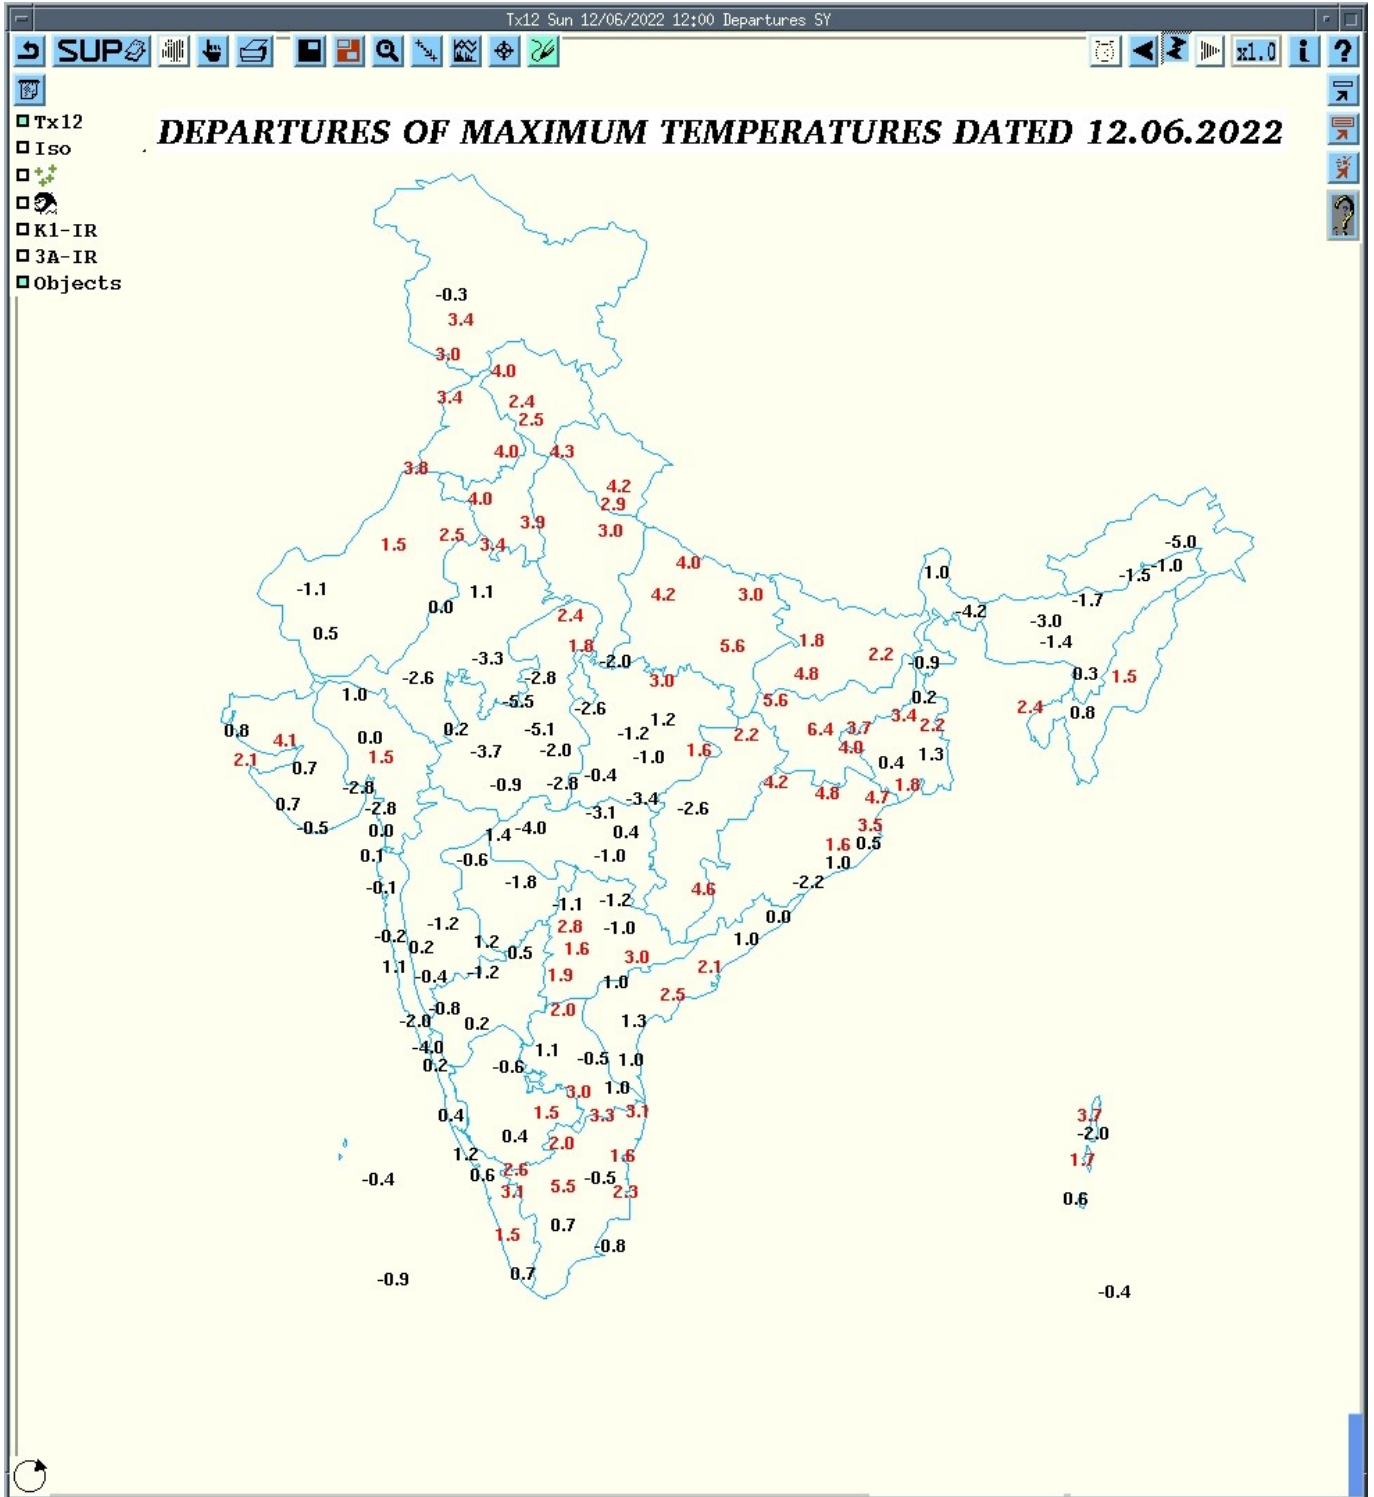 Tx12 Sun 12/06/2022 12:00 Departures SY
SUP x1.0 i ?
Tx12
DEPARTURES OF MAXIMUM TEMPERATURES DATED 12.06.2022
Iso
K1-IR
3A-IR
Objects
-0.3
3.4
3.0
4.0
3.4
2.4
2.5
4.0 4.3
3.8
4.2
4.0
2.9
3.9
3.0
2.5
1.5 3.4
-5.0
4.0
-1.0
1.0
-1.5
-1.1
1.1
4.2 3.0
-1.7
0.0
-4.2
2.4
-3.0
0.5
1.8
-1.4
1.8 5.6
2.2
-3.3 -2.0 -0.9
4.8 0.3
-2.6 -2.8 1.5
3.0
1.0
0.2
-5.5 5.6
-2.6 2.4
0.8
3.4
1.2
2.2
0.8 0.2 -5.1 6.4 3.7
-1.2 2.2
4.1 0.0
4.0
-3.7 -2.0 1.6
1.3
2.1 1.5 -1.0
0.4
0.7
-0.4
-0.9 -2.8 4.2 1.8
-2.8
4.8
4.7
-3.4
0.7 -2.8 -2.6
-3.1
3.5
-0.5 0.0 1.4 -4.0 0.4
1.6 0.5
0.1 -0.6 -1.0
1.0
-0.1 -1.8 4.6 -2.2
-1.1 -1.2
0.0
-1.2 2.8 -1.0
-0.2 1.2 1.0
0.2 0.5 1.6
3.0
1.1 2.1
-0.4 -1.2 1.9
1.0
2.5
-0.8 2.0
-2.0 0.2 1.3
-4.0 1.1
0.2 -0.6 -0.5 1.0
3.0 1.0
0.4 1.5 3.3 3.1 3.7
0.4 2.0 -2.0
1.2 1.6 1.7
2.6
-0.4 0.6 -0.5
3.1 5.5 2.3 0.6
0.7
1.5
-0.8
0.7
-0.9
-0.4